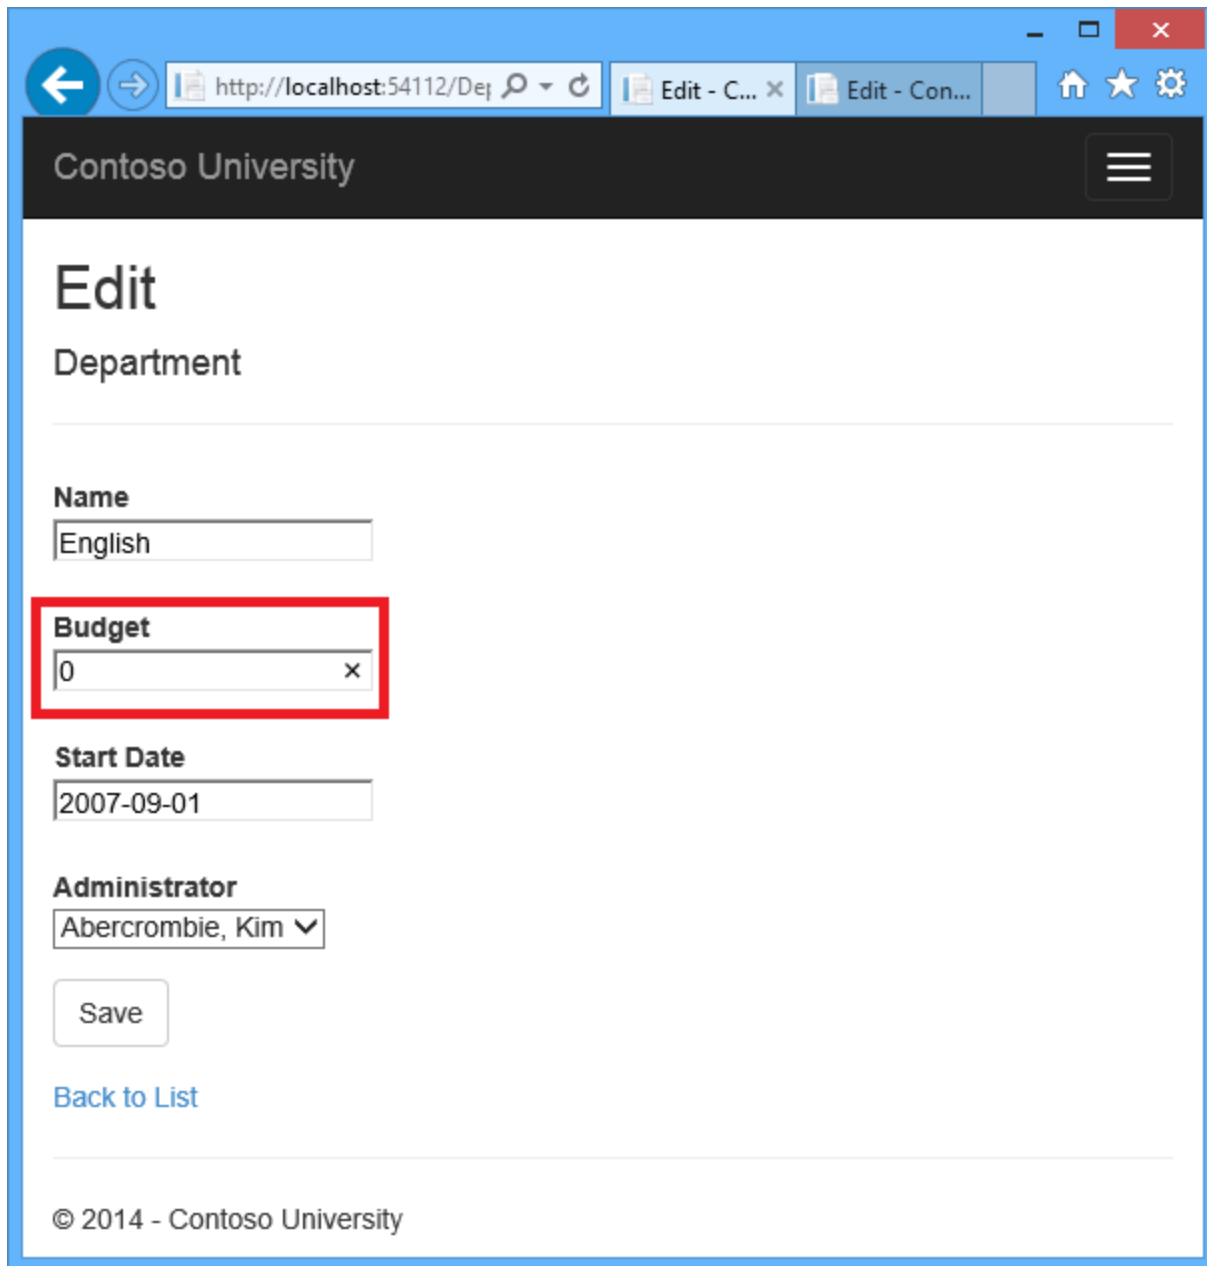 http://localhost:54112/De
Edit - C...
Edit - Con...
Contoso University
Edit
Department
Name
English
Budget
0
Start Date
2007-09-01
Administrator
Abercrombie, Kim
Save
Back to List
© 2014 - Contoso University